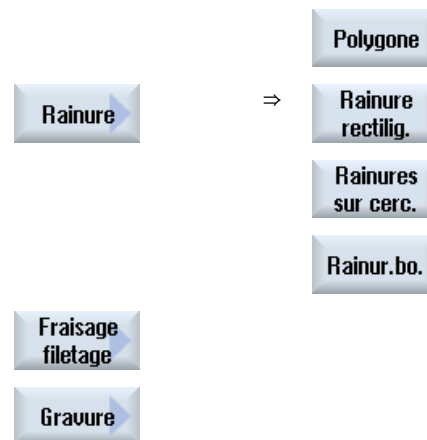 Polygone
Rainure
⇒
Rainure
rectilig.
Rainures
sur cerc.
Rainur.bo.
Fraisage
filetage
Gravure